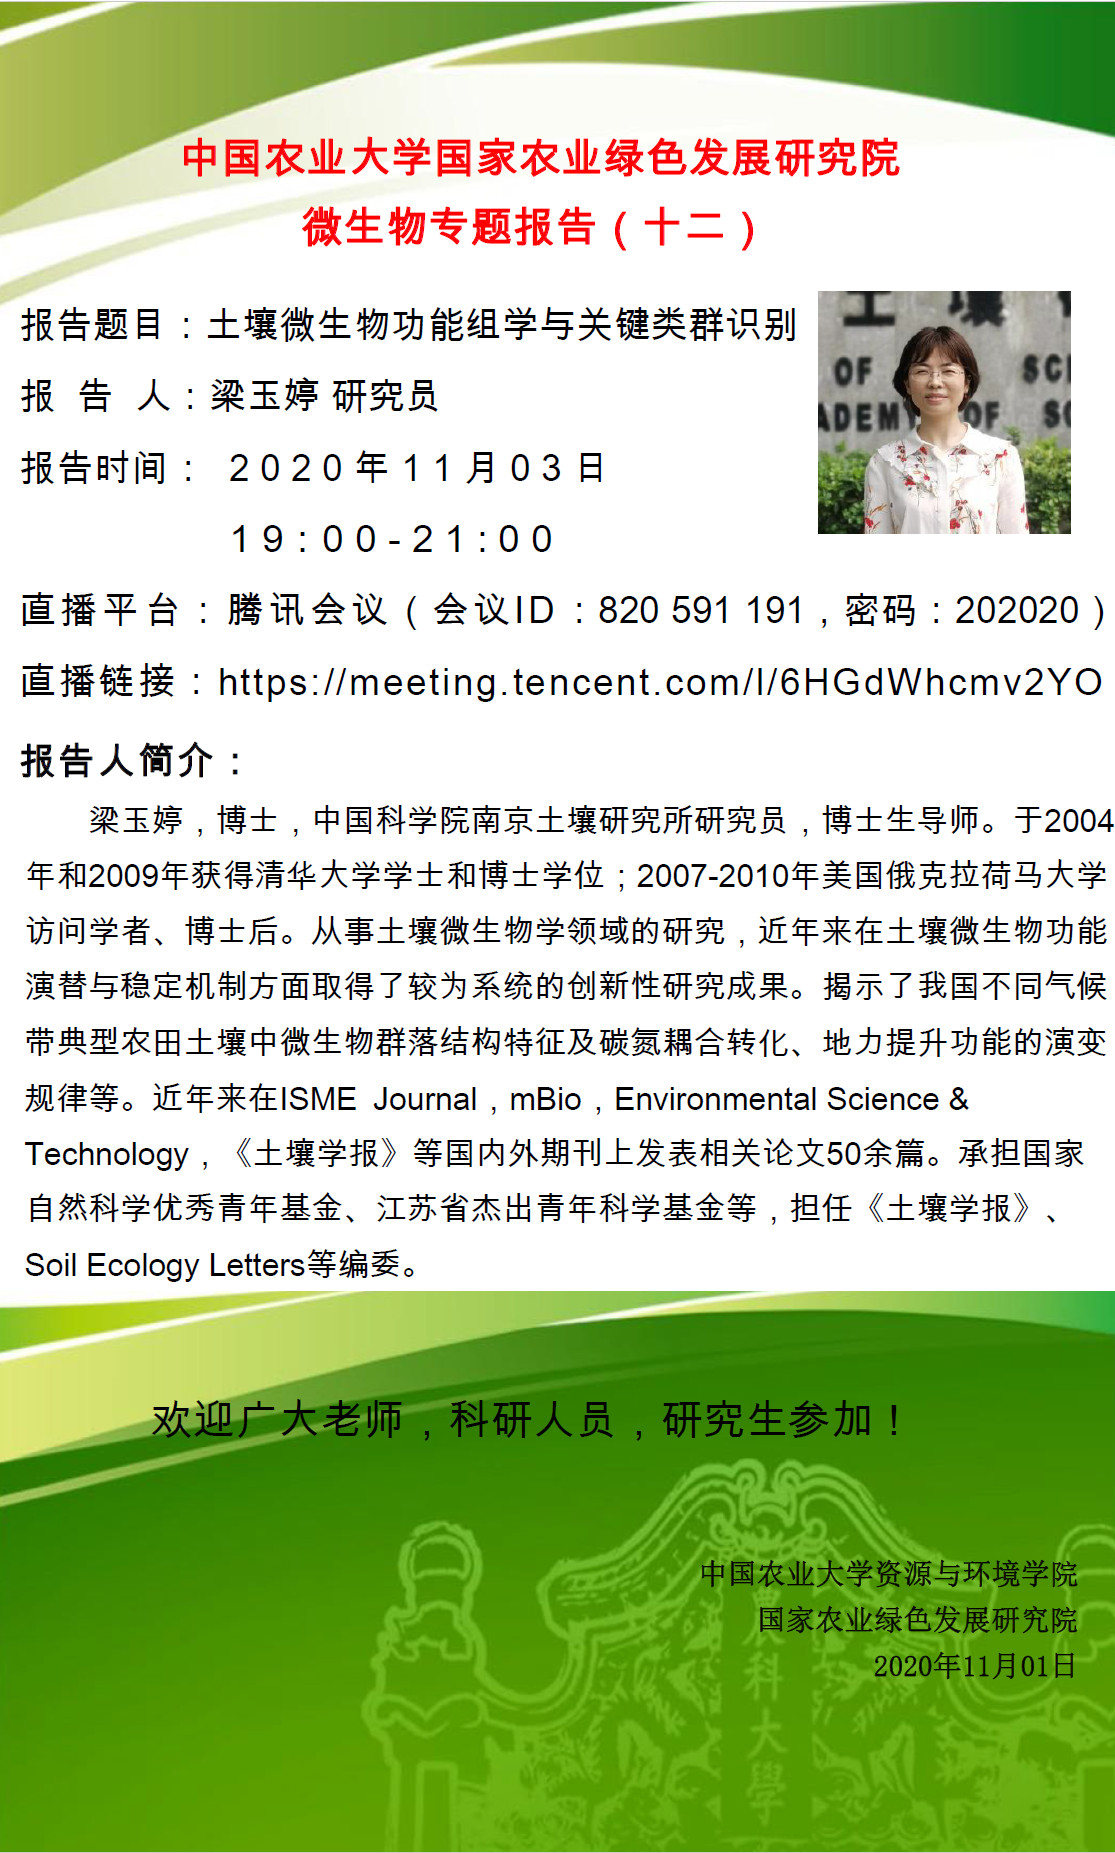 中国农业大学国家农业绿色发展研究院
微生物专题报告（十二）
报告题目：土壤微生物功能组学与关键类群识别
报 告 人：梁玉婷 研究员
报告时间： 2020年11月03日
19:00-21:00
直播平台：腾讯会议（会议ID：820 591 191，密码：202020）
直播链接：https://meeting.tencent.com/l/6HGdWhcmv2YO
报告人简介：
梁玉婷，博士，中国科学院南京土壤研究所研究员，博士生导师。于2004
年和2009年获得清华大学学士和博士学位；2007-2010年美国俄克拉荷马大学
访问学者、博士后。从事土壤微生物学领域的研究，近年来在土壤微生物功能
演替与稳定机制方面取得了较为系统的创新性研究成果。揭示了我国不同气候
带典型农田土壤中微生物群落结构特征及碳氮耦合转化、地力提升功能的演变
规律等。近年来在ISME Journal，mBio，Environmental Science &
Technology，《土壤学报》等国内外期刊上发表相关论文50余篇。承担国家
自然科学优秀青年基金、江苏省杰出青年科学基金等，担任《土壤学报》、
Soil Ecology Letters等编委。
欢迎广大老师，科研人员，研究生参加！
中国农业大学资源与环境学院
国家农业绿色发展研究院
2020年11月01日
土 壤
OF SC
ADEMY OF S
農科大學